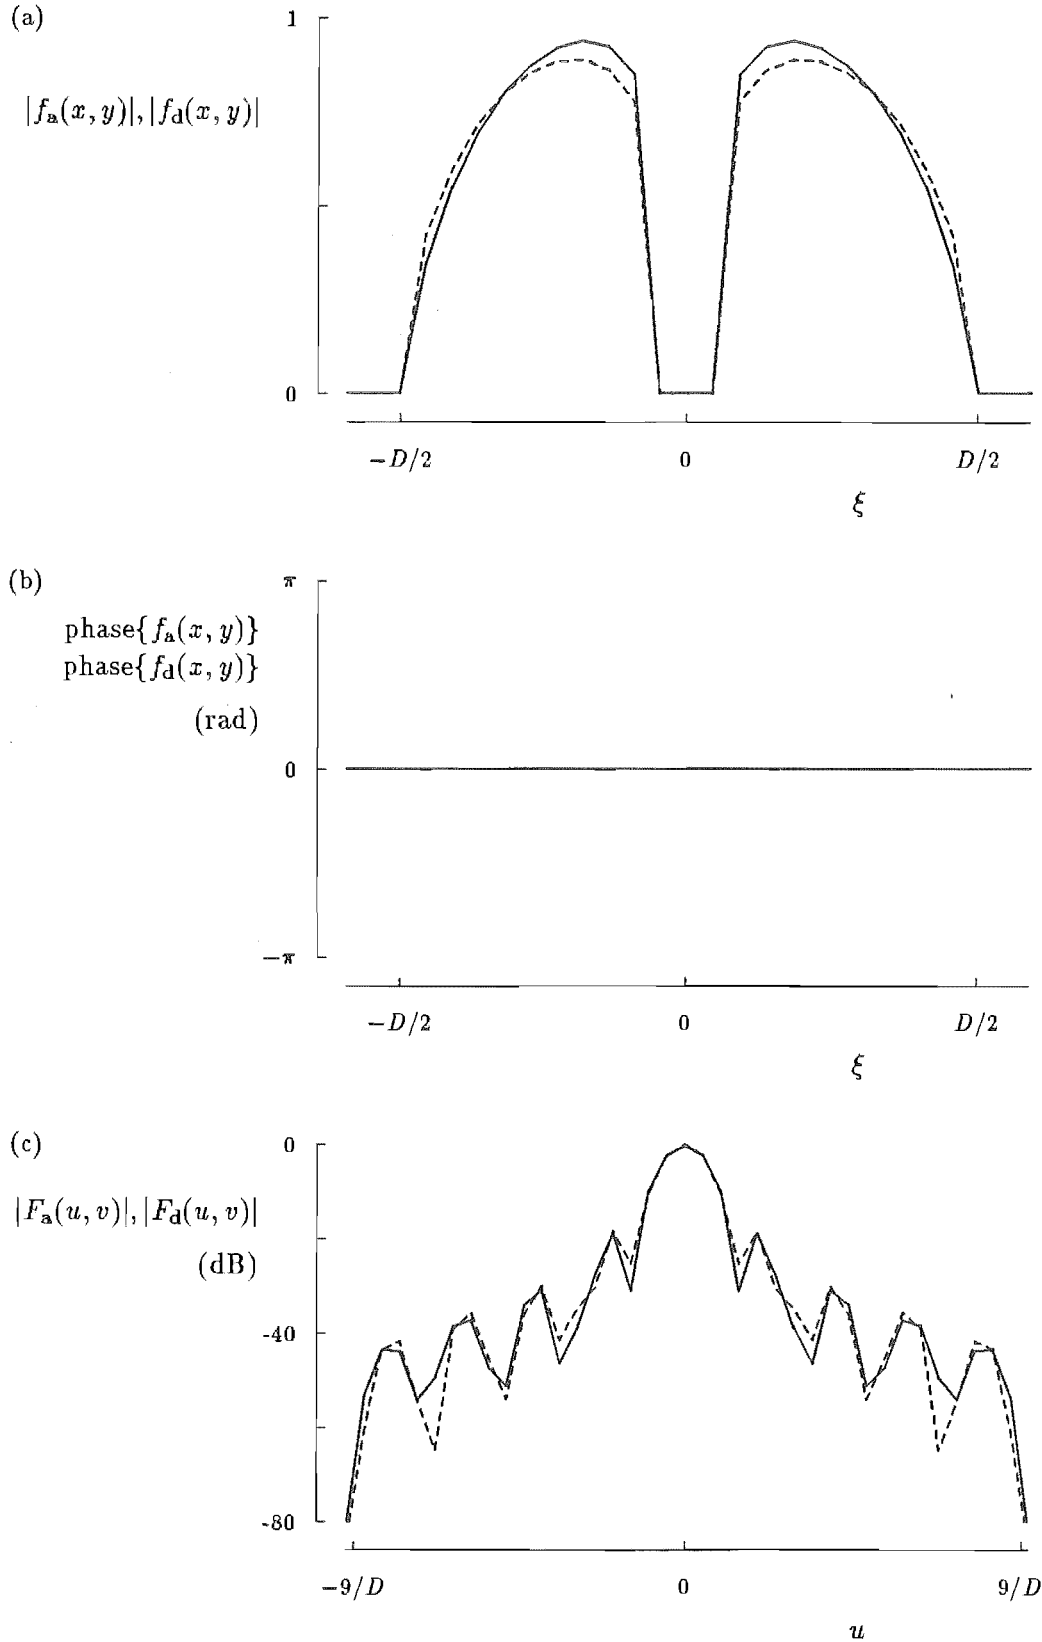 (a)
1
|f_a(x, y)|, |f_d(x, y)|
0
−D/2 0 D/2
ξ
(b)
π
phase{f_a(x, y)}
phase{f_d(x, y)}
(rad)
0
−π
−D/2 0 D/2
ξ
(c)
0
|F_a(u, v)|, |F_d(u, v)|
(dB)
-40
-80
−9/D 0 9/D
u